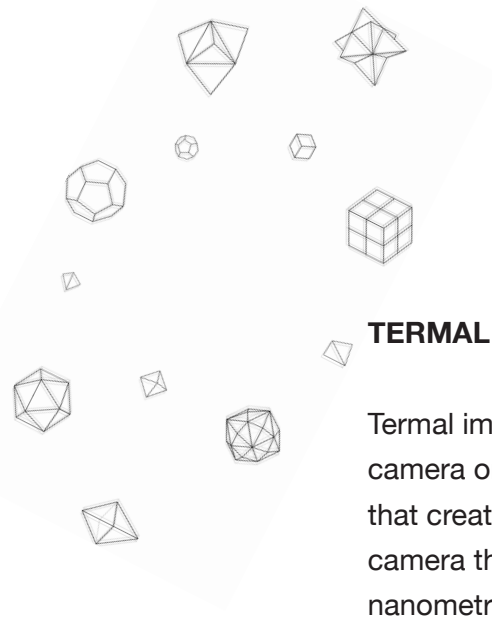 TERMAL
Termal im
camera o
that creat
camera th
nanometr